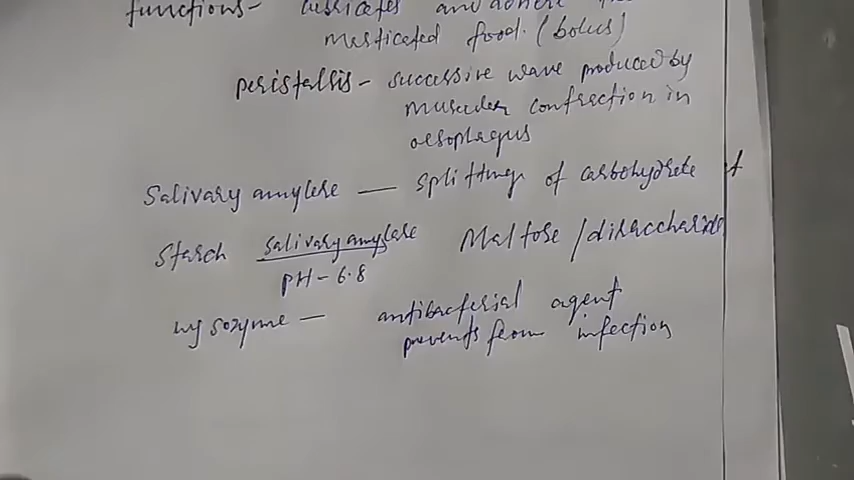 functions - lubricates and adhere the
masticated food. (bolus)
peristalsis - successive wave produced by
muscular contraction in
oesophagus
Salivary amylase — splitting of carbohydrate
Starch salivary amylase Maltose/disaccharide
pH - 6.8
lysozyme — antibacterial agent
prevents from infection